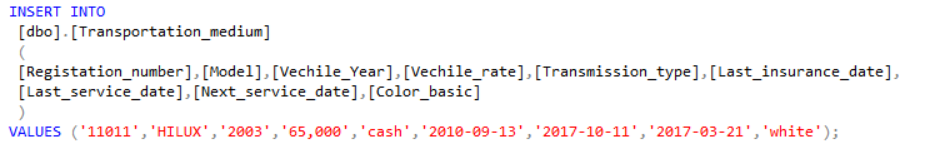 INSERT INTO
[dbo].[Transportation_medium]
(
[Registation_number],[Model],[Vechile_Year],[Vechile_rate],[Transmission_type],[Last_insurance_date],
[Last_service_date],[Next_service_date],[Color_basic]
)
VALUES ('11011','HILUX','2003','65,000','cash','2010-09-13','2017-10-11','2017-03-21','white');